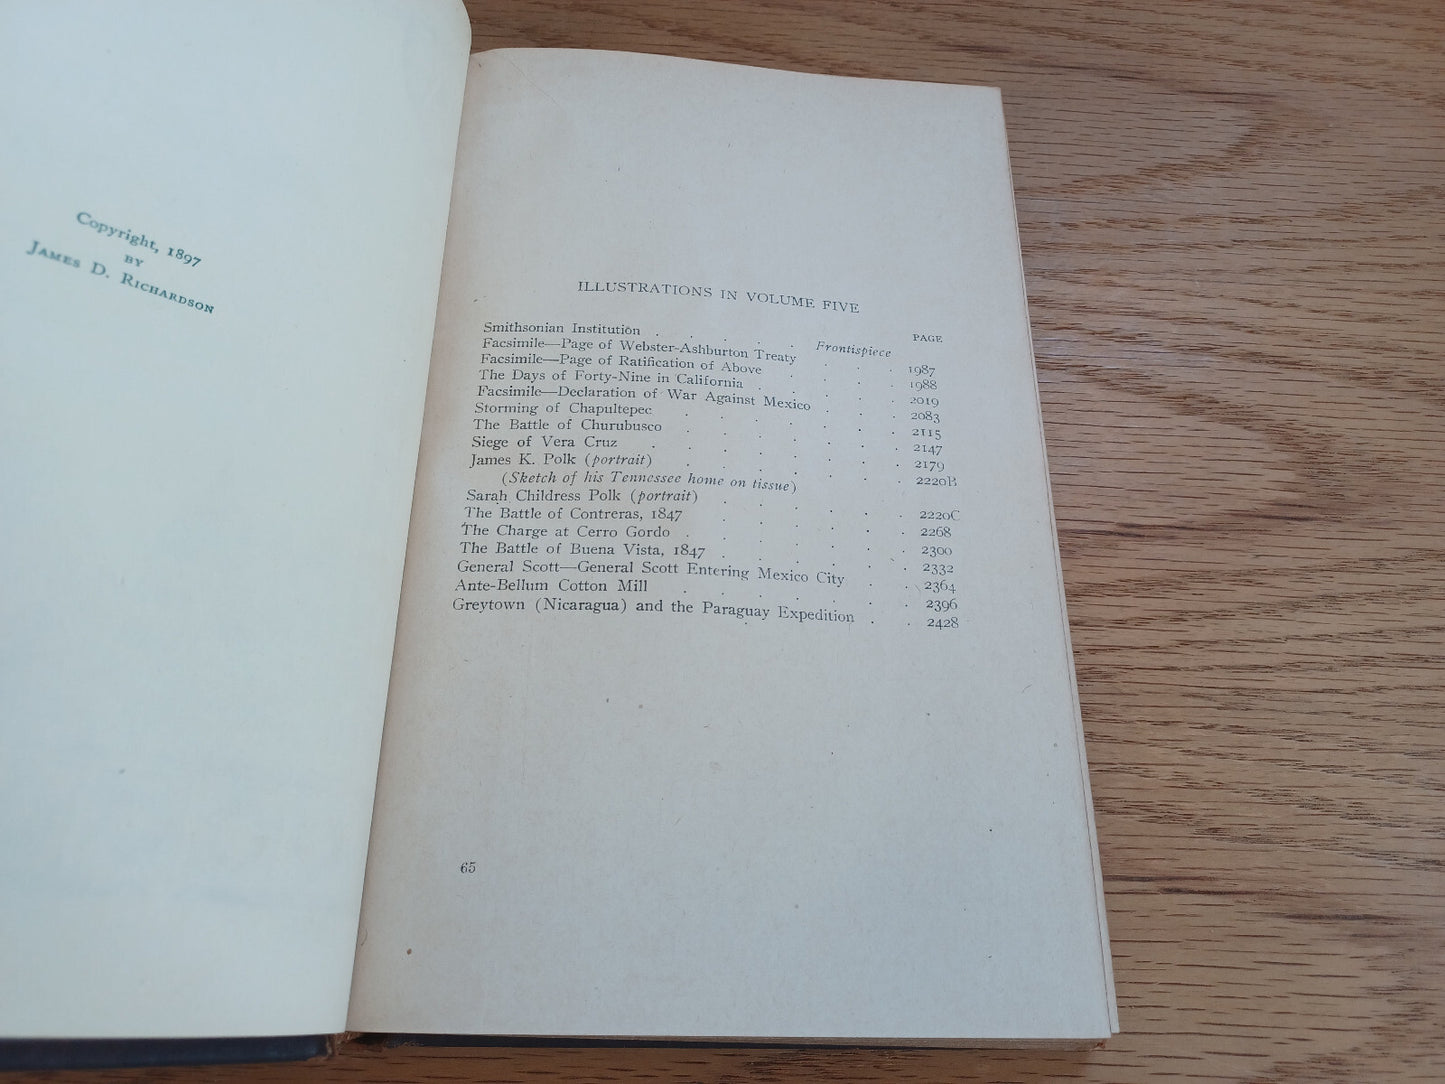 Copyright, 1897
BY
JAMES D. RICHARDSON
ILLUSTRATIONS IN VOLUME FIVE
PAGE
Smithsonian Institution . . . . . Frontispiece
Facsimile—Page of Webster-Ashburton Treaty . . . 1987
Facsimile—Page of Ratification of Above . . . . 1988
The Days of Forty-Nine in California . . . . 2019
Facsimile—Declaration of War Against Mexico . . . 2083
Storming of Chapultepec . . . . . . 2115
The Battle of Churubusco . . . . . . 2147
Siege of Vera Cruz . . . . . . . 2179
James K. Polk (portrait) . . . . . . 2220B
(Sketch of his Tennessee home on tissue)
Sarah Childress Polk (portrait) . . . . . 2220C
The Battle of Contreras, 1847 . . . . . 2268
The Charge at Cerro Gordo . . . . . . 2300
The Battle of Buena Vista, 1847 . . . . . 2332
General Scott—General Scott Entering Mexico City . . 2364
Ante-Bellum Cotton Mill . . . . . . 2396
Greytown (Nicaragua) and the Paraguay Expedition . . 2428
65